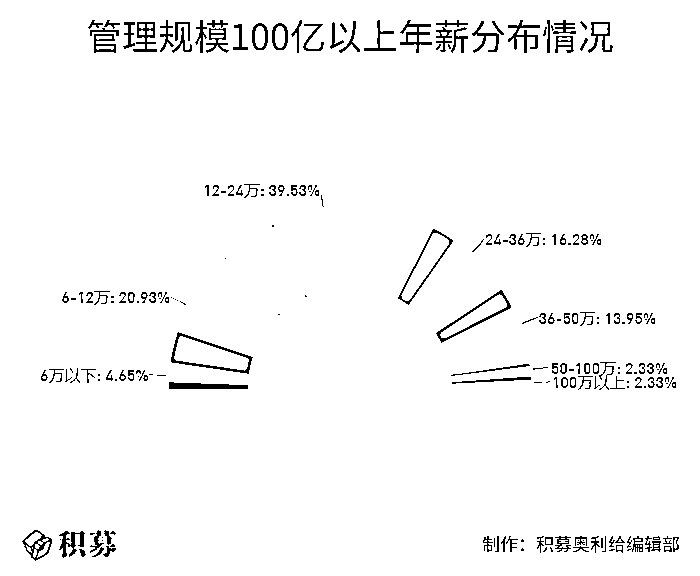 管理规模100亿以上年薪分布情况
12-24万: 39.53%
24-36万: 16.28%
6-12万: 20.93%
36-50万: 13.95%
50-100万: 2.33%
6万以下: 4.65%
100万以上: 2.33%
积募
制作：积募奥利给编辑部